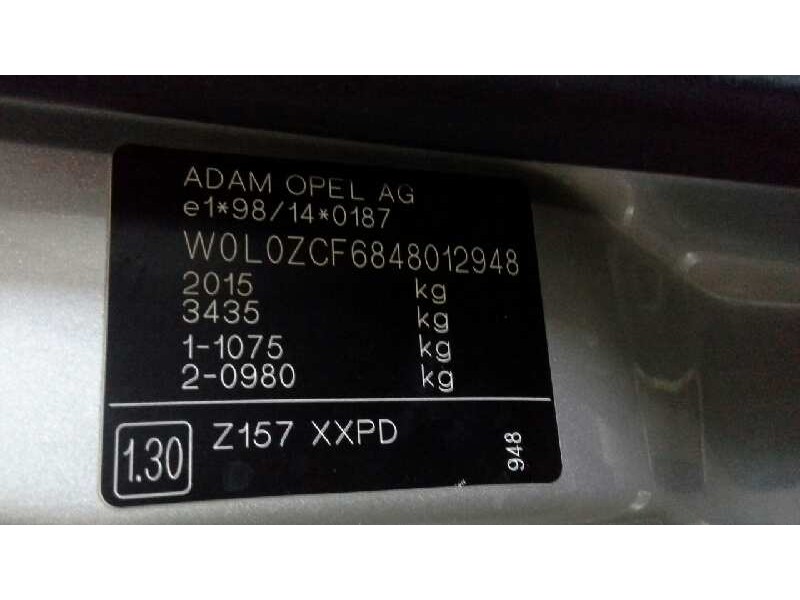 ADAM OPEL AG
e1*98/14*0187
W0L0ZCF6848012948
2015 kg
3435 kg
1-1075 kg
2-0980 kg
1.30 Z157 XXPD 948